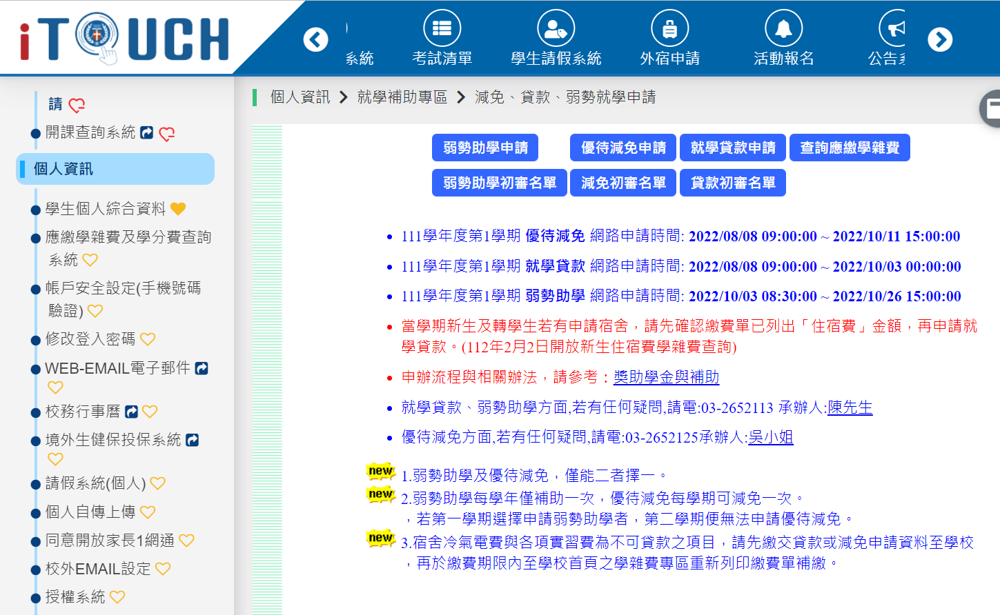 iTOUCH
系統
考試清單
學生請假系統
外宿申請
活動報名
公告
請
開課查詢系統
個人資訊
學生個人綜合資料
應繳學雜費及學分費查詢
系統
帳戶安全設定(手機號碼
驗證)
修改登入密碼
WEB-EMAIL電子郵件
校務行事曆
境外生健保投保系統
請假系統(個人)
個人自傳上傳
同意開放家長1網通
校外EMAIL設定
授權系統
個人資訊 > 就學補助專區 > 減免、貸款、弱勢就學申請
弱勢助學申請 優待減免申請 就學貸款申請 查詢應繳學雜費
弱勢助學初審名單 減免初審名單 貸款初審名單
111學年度第1學期 優待減免 網路申請時間: 2022/08/08 09:00:00 ~ 2022/10/11 15:00:00
111學年度第1學期 就學貸款 網路申請時間: 2022/08/08 09:00:00 ~ 2022/10/03 00:00:00
111學年度第1學期 弱勢助學 網路申請時間: 2022/10/03 08:30:00 ~ 2022/10/26 15:00:00
當學期新生及轉學生若有申請宿舍，請先確認繳費單已列出「住宿費」金額，再申請就
學貸款。(112年2月2日開放新生住宿費學雜費查詢)
申辦流程與相關辦法，請參考：獎助學金與補助
就學貸款、弱勢助學方面,若有任何疑問,請電:03-2652113 承辦人:陳先生
優待減免方面,若有任何疑問,請電:03-2652125承辦人:吳小姐
new 1.弱勢助學及優待減免，僅能二者擇一。
new 2.弱勢助學每學年僅補助一次，優待減免每學期可減免一次。
，若第一學期選擇申請弱勢助學者，第二學期便無法申請優待減免。
new 3.宿舍冷氣電費與各項實習費為不可貸款之項目，請先繳交貸款或減免申請資料至學校
，再於繳費期限內至學校首頁之學雜費專區重新列印繳費單補繳。